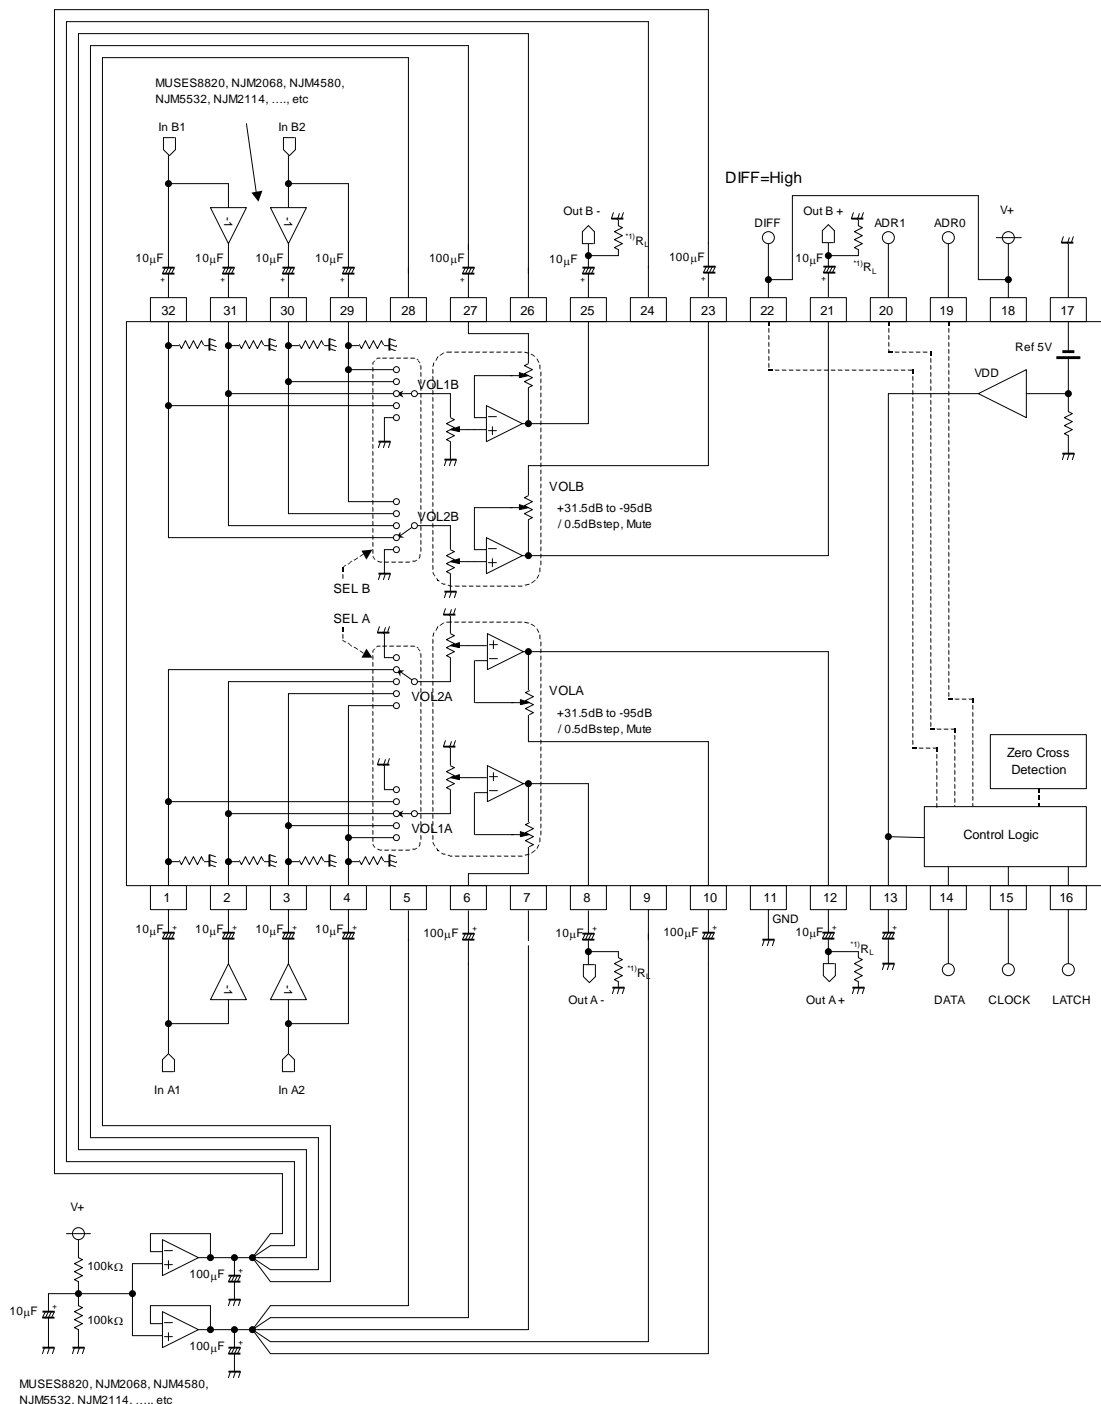 MUSES8820, NJM2068, NJM4580,
NJM5532, NJM2114, …., etc
In B1
In B2
DIFF=High
Out B -
*1)RL
DIFF
Out B +
*1)RL
ADR1
ADR0
V+
10µF
10µF
10µF
10µF
100µF
10µF
100µF
10µF
32
31
30
29
28
27
26
25
24
23
22
21
20
19
18
17
Ref 5V
VDD
VOL1B
VOLB
+31.5dB to -95dB
/ 0.5dBstep, Mute
VOL2B
SEL B
SEL A
VOL2A
VOLA
+31.5dB to -95dB
/ 0.5dBstep, Mute
VOL1A
Zero Cross
Detection
Control Logic
1
2
3
4
5
6
7
8
9
10
11
12
13
14
15
16
GND
10µF
10µF
10µF
10µF
100µF
10µF
100µF
10µF
*1)RL
*1)RL
Out A -
Out A +
DATA
CLOCK
LATCH
In A1
In A2
V+
100kΩ
100µF
10µF
100kΩ
100µF
MUSES8820, NJM2068, NJM4580,
NJM5532, NJM2114, …., etc
-1
-1
-1
-1